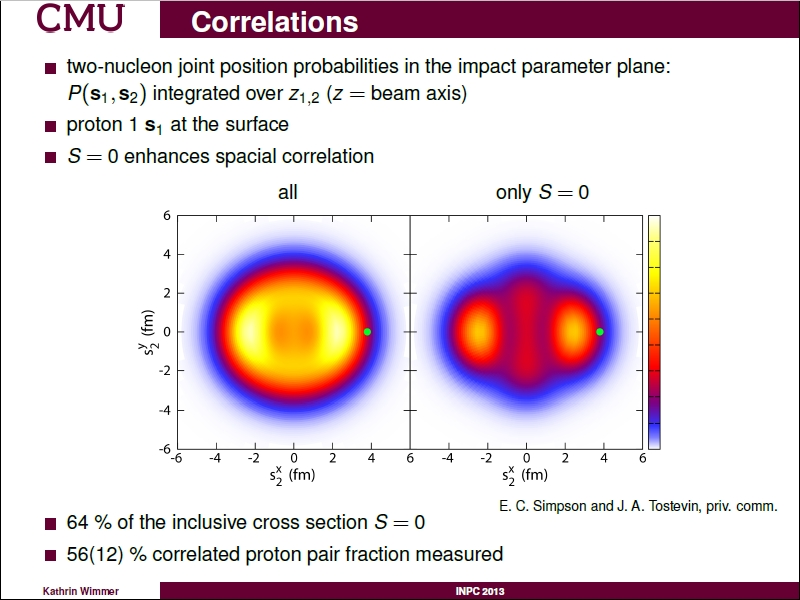 CMU Correlations
two-nucleon joint position probabilities in the impact parameter plane:
P(s₁, s₂) integrated over z₁,₂ (z = beam axis)
proton 1 s₁ at the surface
S = 0 enhances spacial correlation
all only S = 0
6
4
2
0
-2
-4
-6
s₂ʸ (fm)
-6 -4 -2 0 2 4 6 -4 -2 0 2 4 6
s₂ˣ (fm) s₂ˣ (fm)
E. C. Simpson and J. A. Tostevin, priv. comm.
64 % of the inclusive cross section S = 0
56(12) % correlated proton pair fraction measured
Kathrin Wimmer INPC 2013